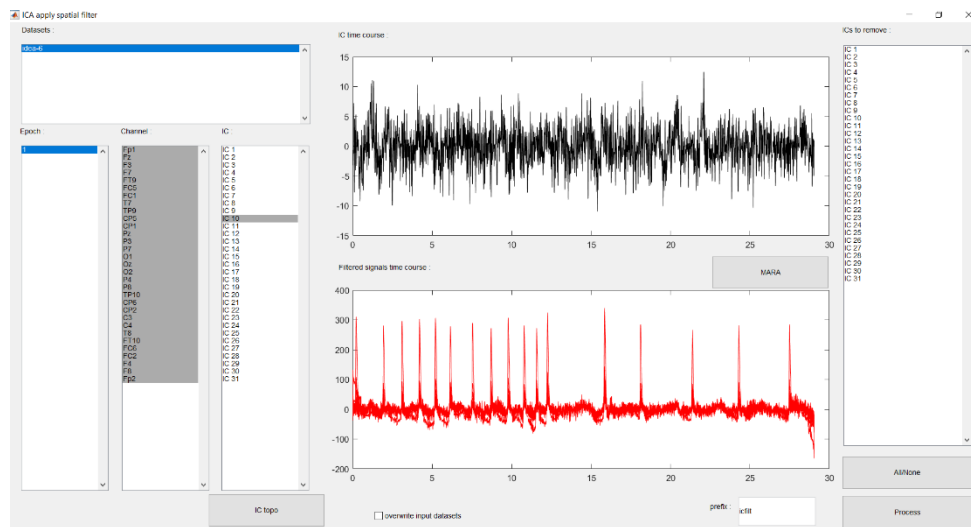 ICA apply spatial filter
Datasets :
idea-6
Epoch :
1
Channel :
Fp1
Fz
F3
F7
FT9
FC5
FC1
T7
TP9
CP5
CP1
Pz
P3
P7
O1
Oz
O2
P4
P8
TP10
CP6
CP2
C3
C4
T8
FT10
FC6
FC2
F4
F8
Fp2
IC :
IC 1
IC 2
IC 3
IC 4
IC 5
IC 6
IC 7
IC 8
IC 9
IC 10
IC 11
IC 12
IC 13
IC 14
IC 15
IC 16
IC 17
IC 18
IC 19
IC 20
IC 21
IC 22
IC 23
IC 24
IC 25
IC 26
IC 27
IC 28
IC 29
IC 30
IC 31
IC topo
IC time course :
15
10
5
0
-5
-10
-15
0 5 10 15 20 25 30
Filtered signals time course :
MARA
400
300
200
100
0
-100
-200
0 5 10 15 20 25 30
overwrite input datasets
prefix :
icfilt
ICs to remove :
IC 1
IC 2
IC 3
IC 4
IC 5
IC 6
IC 7
IC 8
IC 9
IC 10
IC 11
IC 12
IC 13
IC 14
IC 15
IC 16
IC 17
IC 18
IC 19
IC 20
IC 21
IC 22
IC 23
IC 24
IC 25
IC 26
IC 27
IC 28
IC 29
IC 30
IC 31
All/None
Process